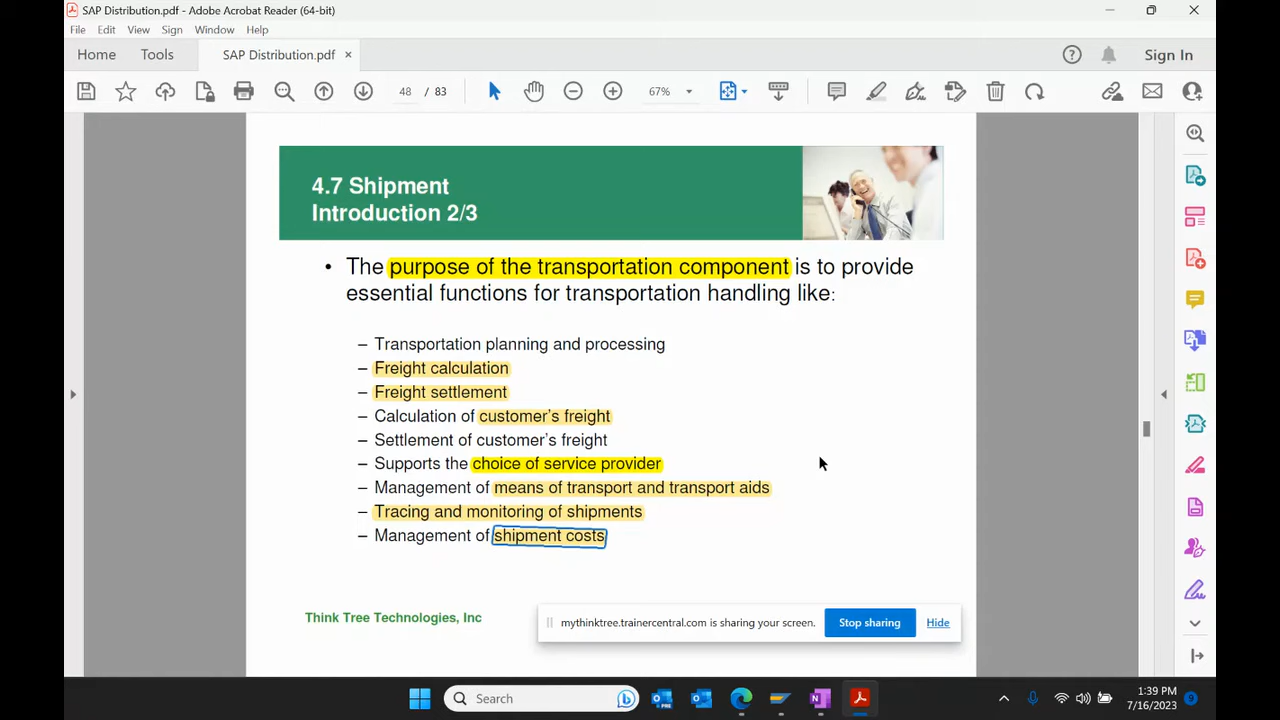 SAP Distribution.pdf - Adobe Acrobat Reader (64-bit)
File Edit View Sign Window Help
Home Tools SAP Distribution.pdf × Sign In
48 / 83 67%
4.7 Shipment
Introduction 2/3
• The purpose of the transportation component is to provide
essential functions for transportation handling like:
– Transportation planning and processing
– Freight calculation
– Freight settlement
– Calculation of customer's freight
– Settlement of customer's freight
– Supports the choice of service provider
– Management of means of transport and transport aids
– Tracing and monitoring of shipments
– Management of shipment costs
Think Tree Technologies, Inc
mythinktree.trainercentral.com is sharing your screen. Stop sharing Hide
Search
1:39 PM
7/16/2023